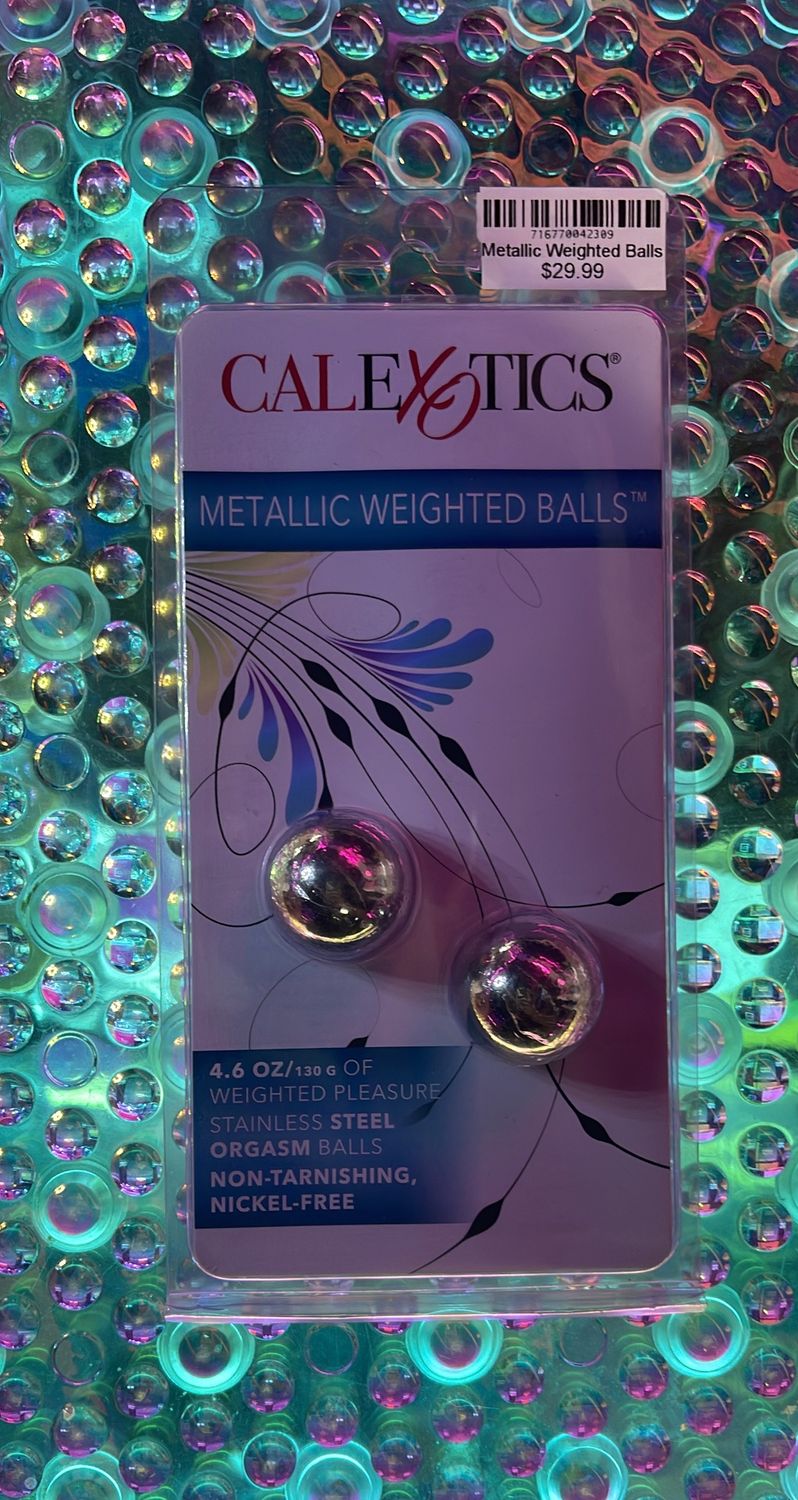 716770042309
Metallic Weighted Balls
$29.99
CALEXOTICS®
METALLIC WEIGHTED BALLS™
4.6 OZ/130 G OF
WEIGHTED PLEASURE
STAINLESS STEEL
ORGASM BALLS
NON-TARNISHING,
NICKEL-FREE